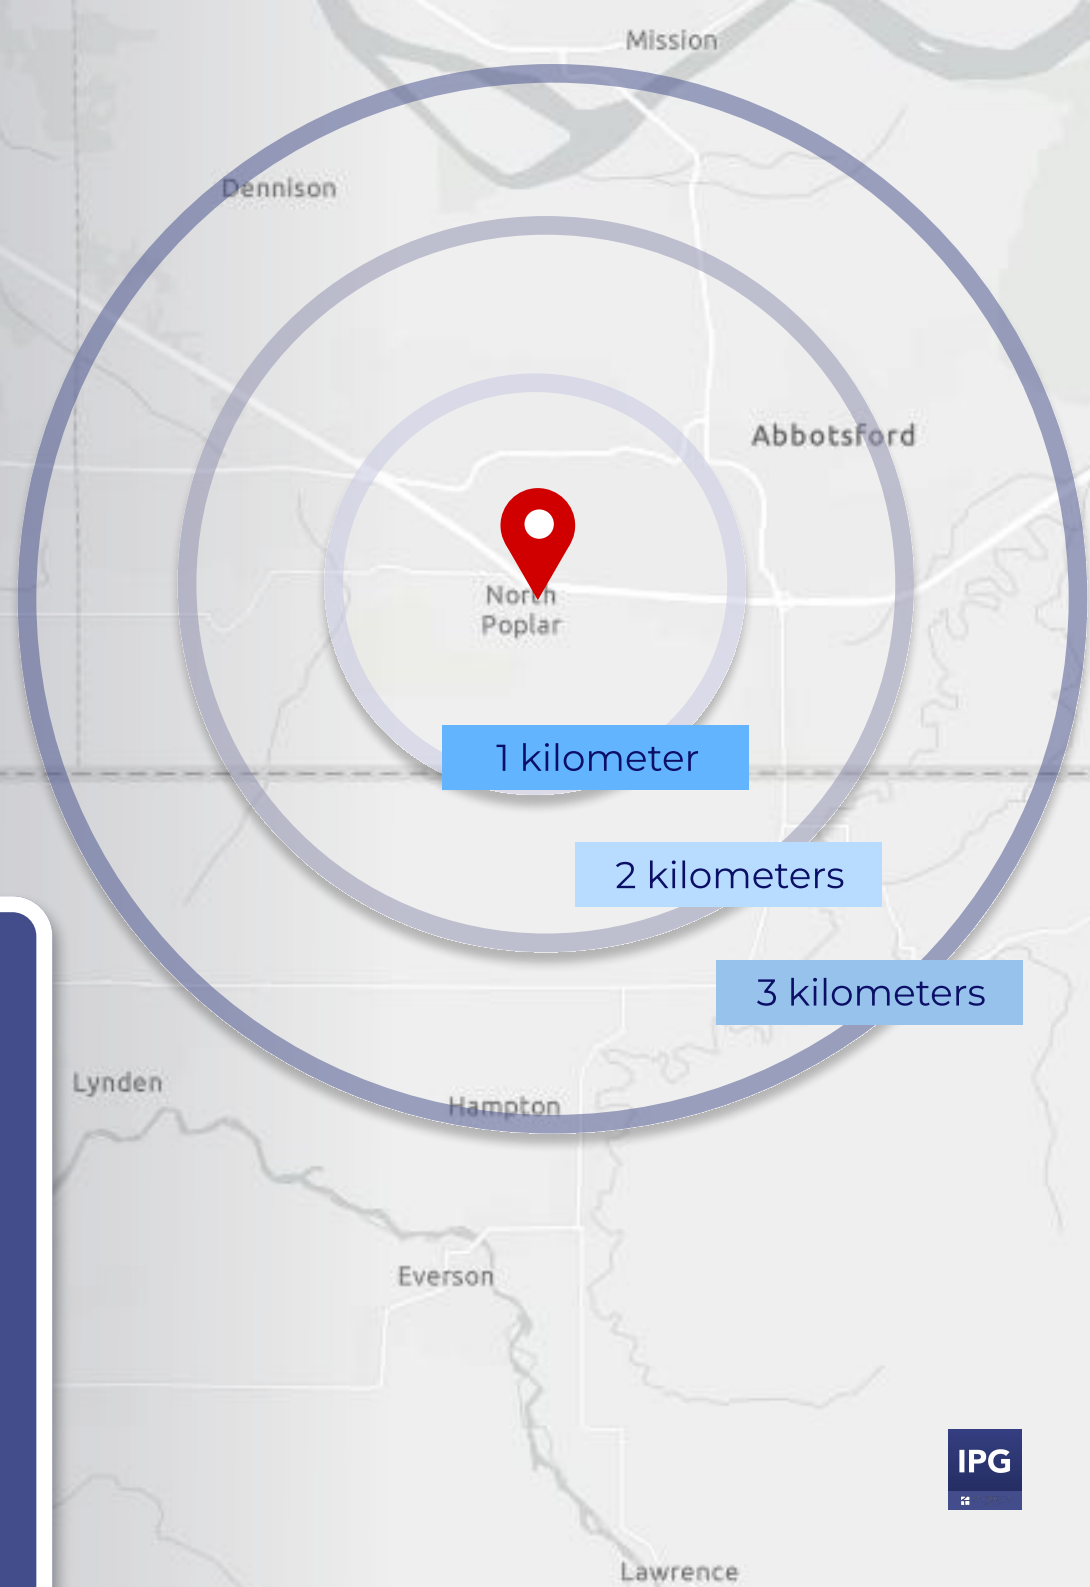 Mission
Dennison
Abbotsford
North
Poplar
1 kilometer
2 kilometers
3 kilometers
Lynden
Hampton
Everson
IPG
Lawrence